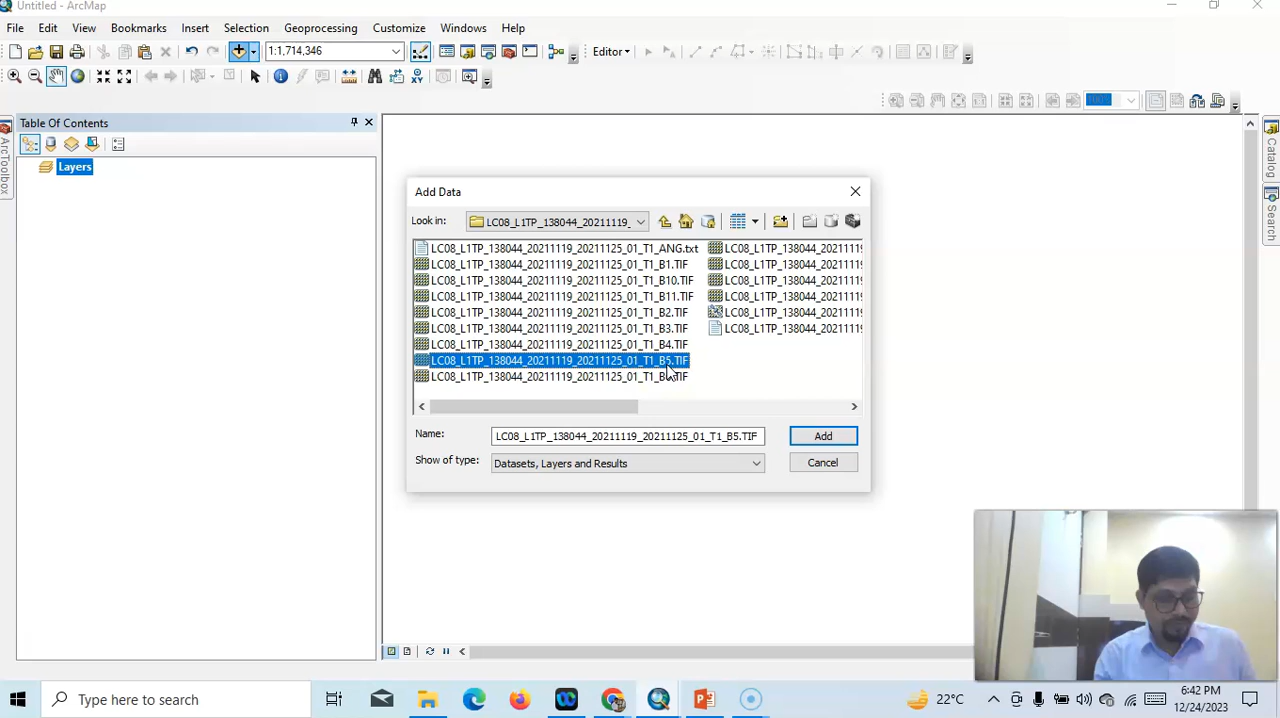 Untitled - ArcMap
File Edit View Bookmarks Insert Selection Geoprocessing Customize Windows Help
1:1,714,346
Editor
100%
Table Of Contents
Layers
ArcToolbox
Catalog
Search
Add Data
Look in: LC08_L1TP_138044_20211119_
LC08_L1TP_138044_20211119_20211125_01_T1_ANG.txt LC08_L1TP_138044_20211119
LC08_L1TP_138044_20211119_20211125_01_T1_B1.TIF LC08_L1TP_138044_20211119
LC08_L1TP_138044_20211119_20211125_01_T1_B10.TIF LC08_L1TP_138044_20211119
LC08_L1TP_138044_20211119_20211125_01_T1_B11.TIF LC08_L1TP_138044_20211119
LC08_L1TP_138044_20211119_20211125_01_T1_B2.TIF LC08_L1TP_138044_20211119
LC08_L1TP_138044_20211119_20211125_01_T1_B3.TIF LC08_L1TP_138044_20211119
LC08_L1TP_138044_20211119_20211125_01_T1_B4.TIF
LC08_L1TP_138044_20211119_20211125_01_T1_B5.TIF
Name: LC08_L1TP_138044_20211119_20211125_01_T1_B5.TIF Add
Show of type: Datasets, Layers and Results Cancel
Type here to search
22°C
6:42 PM
12/24/2023